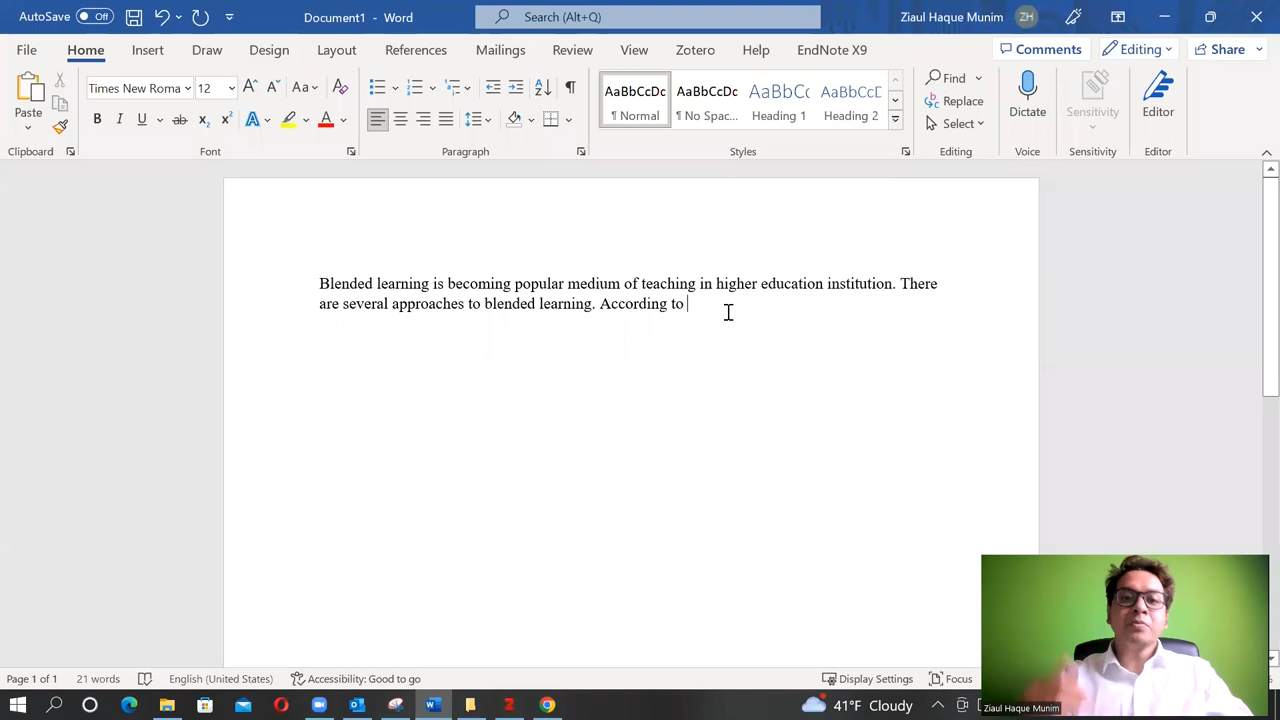 AutoSave Off Document1 - Word Search (Alt+Q) Ziaul Haque Munim ZH
File Home Insert Draw Design Layout References Mailings Review View Zotero Help EndNote X9 Comments Editing Share
Times New Roma 12 AaBbCcDc AaBbCcDc AaBbCc AaBbCcD
Paste ¶ Normal ¶ No Spac... Heading 1 Heading 2
Find
Replace
Select
Dictate Sensitivity Editor
Clipboard Font Paragraph Styles Editing Voice Sensitivity Editor
Blended learning is becoming popular medium of teaching in higher education institution. There
are several approaches to blended learning. According to
Ziaul Haque Munim
Page 1 of 1 21 words English (United States) Accessibility: Good to go Display Settings Focus
41°F Cloudy